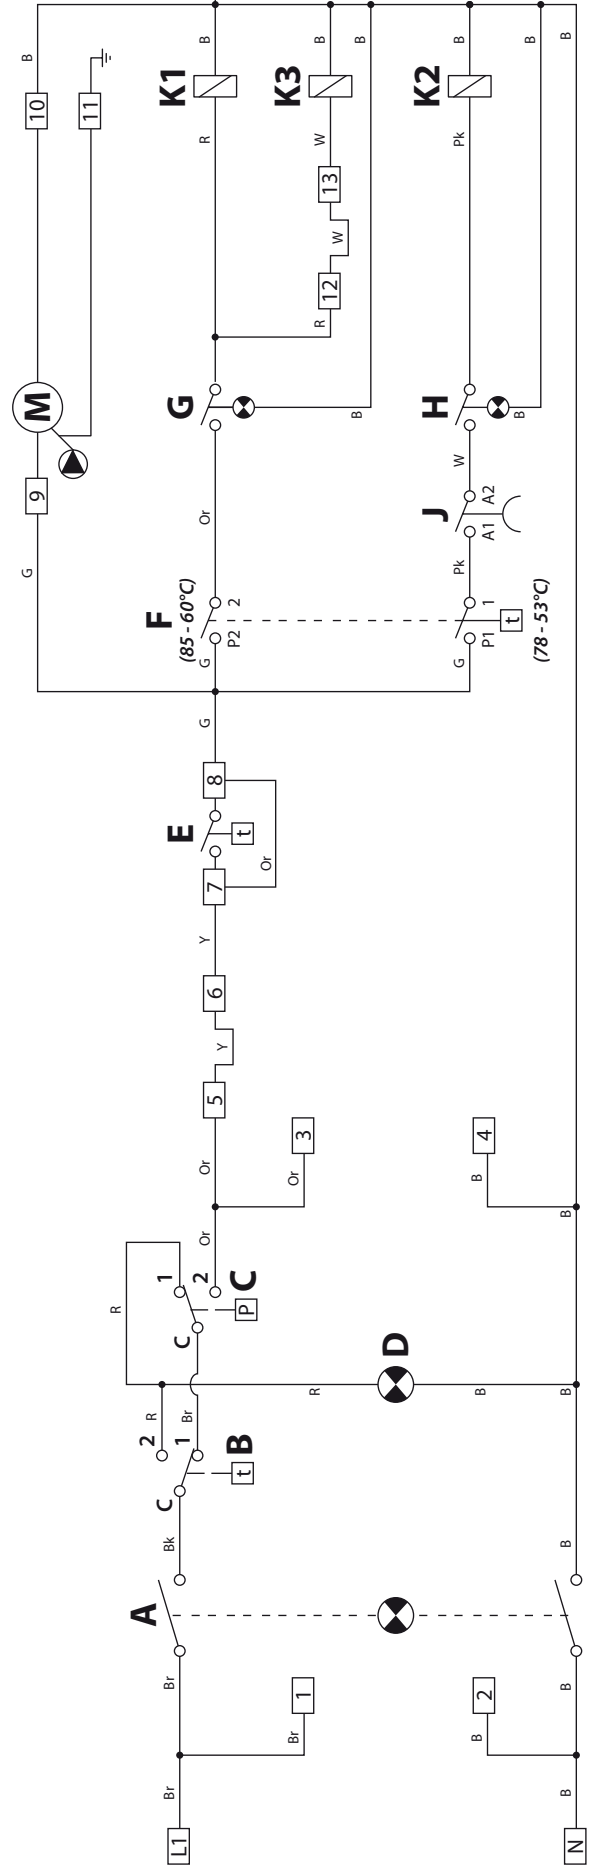 G B
9 M 10
11
R
A 2 R 1 F K1
C 1 C 2 (85 - 60°C) G
L1 Br Br Bk Br Or Or Y E G G Or R B
5 6 7 8 P2 2
B t Y Or
C P t
Br 1 Or 3 K3
R R W B
12 W 13
B B
D
J H K2
G Pk W Pk B
B 2 B B 4 P1 1 A1 A2
t B B
(78 - 53°C)
N B B B B B B